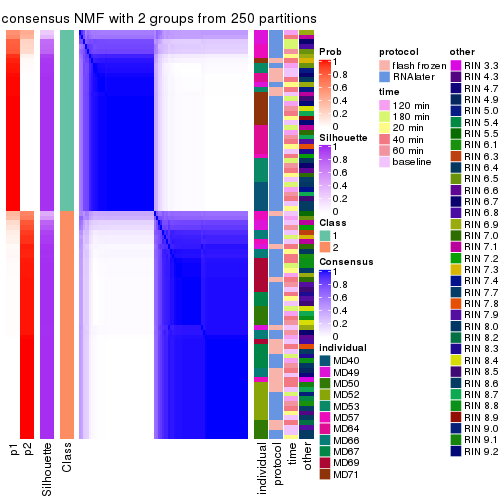 consensus NMF with 2 groups from 250 partitions
p1
p2
Silhouette
Class
individual
protocol
time
other
Prob
1
0.8
0.6
0.4
0.2
0
Silhouette
1
0.8
0.6
0.4
0.2
0
Class
1
2
Consensus
1
0.8
0.6
0.4
0.2
0
individual
MD40
MD49
MD50
MD52
MD53
MD57
MD64
MD66
MD67
MD69
MD71
protocol
flash frozen
RNAlater
time
120 min
180 min
20 min
40 min
60 min
baseline
other
RIN 3.3
RIN 4.3
RIN 4.7
RIN 4.9
RIN 5.0
RIN 5.4
RIN 5.5
RIN 6.1
RIN 6.3
RIN 6.4
RIN 6.5
RIN 6.6
RIN 6.7
RIN 6.8
RIN 6.9
RIN 7.0
RIN 7.1
RIN 7.2
RIN 7.3
RIN 7.4
RIN 7.7
RIN 7.8
RIN 7.9
RIN 8.0
RIN 8.2
RIN 8.3
RIN 8.4
RIN 8.5
RIN 8.6
RIN 8.7
RIN 8.8
RIN 8.9
RIN 9.0
RIN 9.1
RIN 9.2